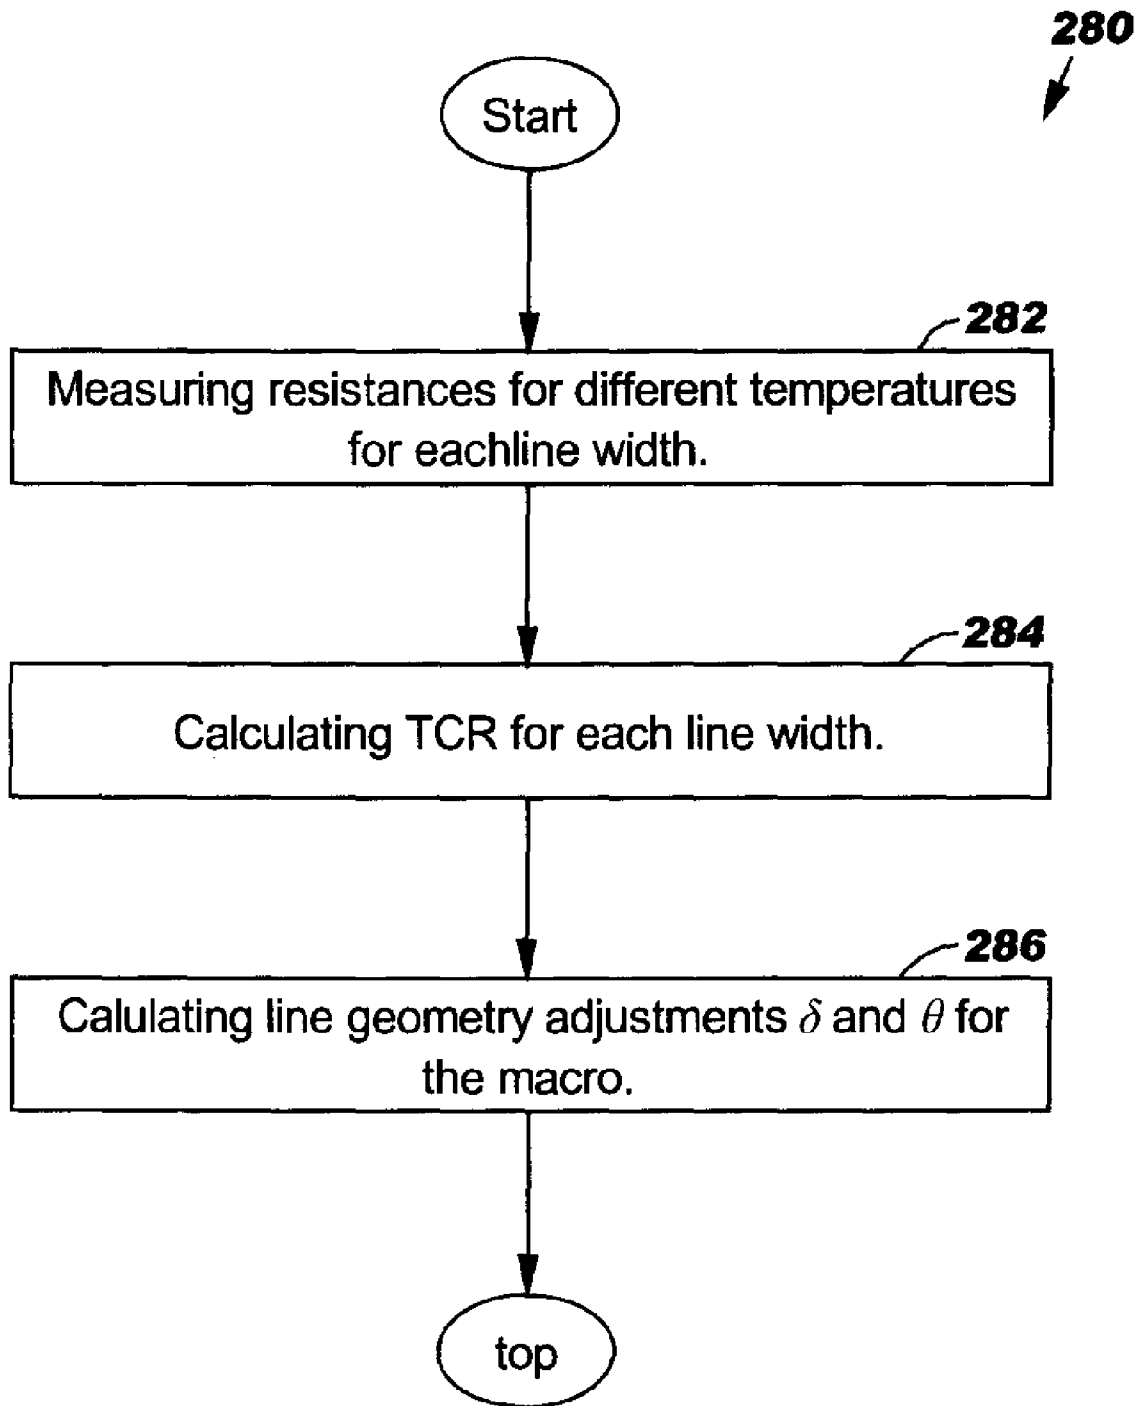 280
Start
282
Measuring resistances for different temperatures
for eachline width.
284
Calculating TCR for each line width.
286
Calulating line geometry adjustments δ and θ for
the macro.
top